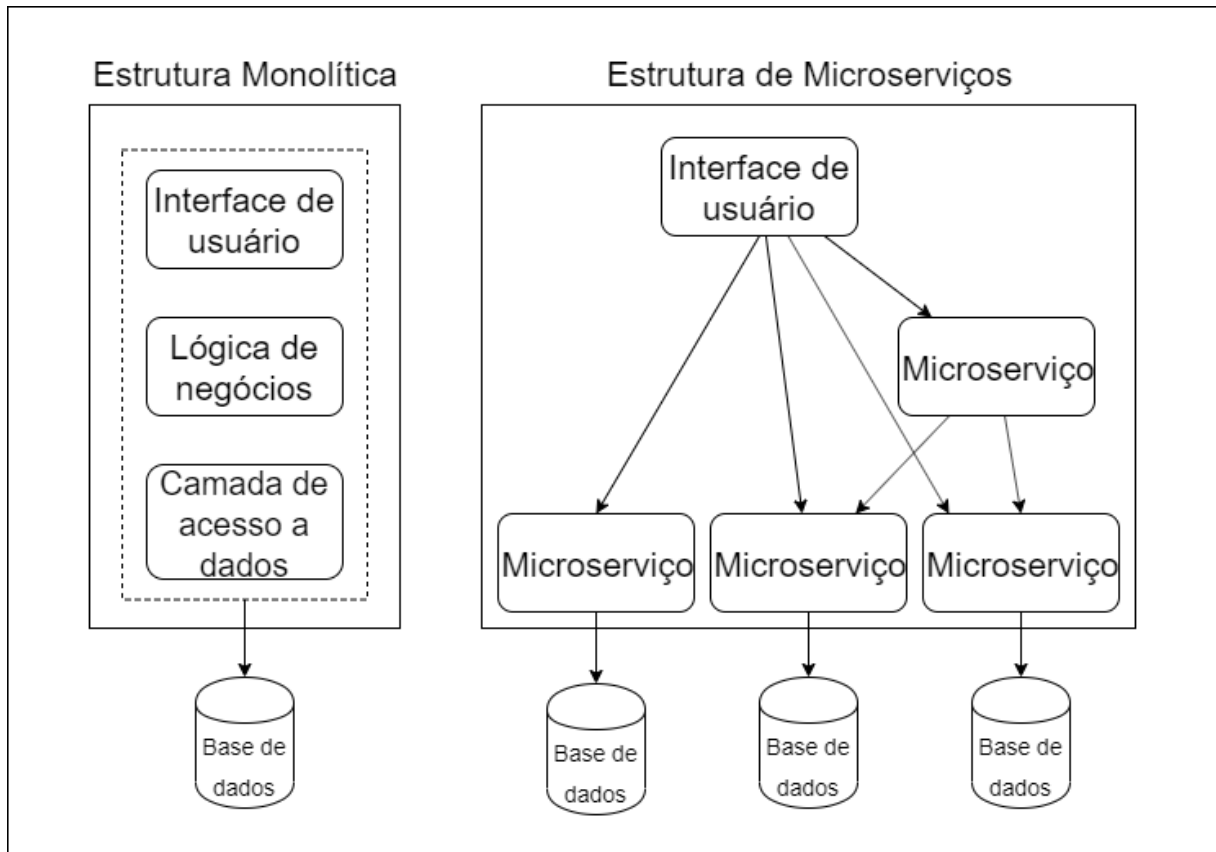 Estrutura Monolítica
Interface de
usuário
Lógica de
negócios
Camada de
acesso a
dados
Base de
dados
Estrutura de Microserviços
Interface de
usuário
Microserviço
Microserviço
Microserviço
Microserviço
Base de
dados
Base de
dados
Base de
dados